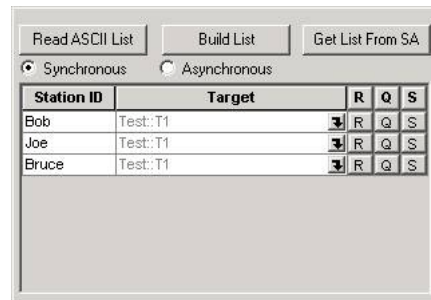 Read ASCII List Build List Get List From SA
Synchronous Asynchronous
Station ID Target R Q S
Bob Test::T1 R Q S
Joe Test::T1 R Q S
Bruce Test::T1 R Q S